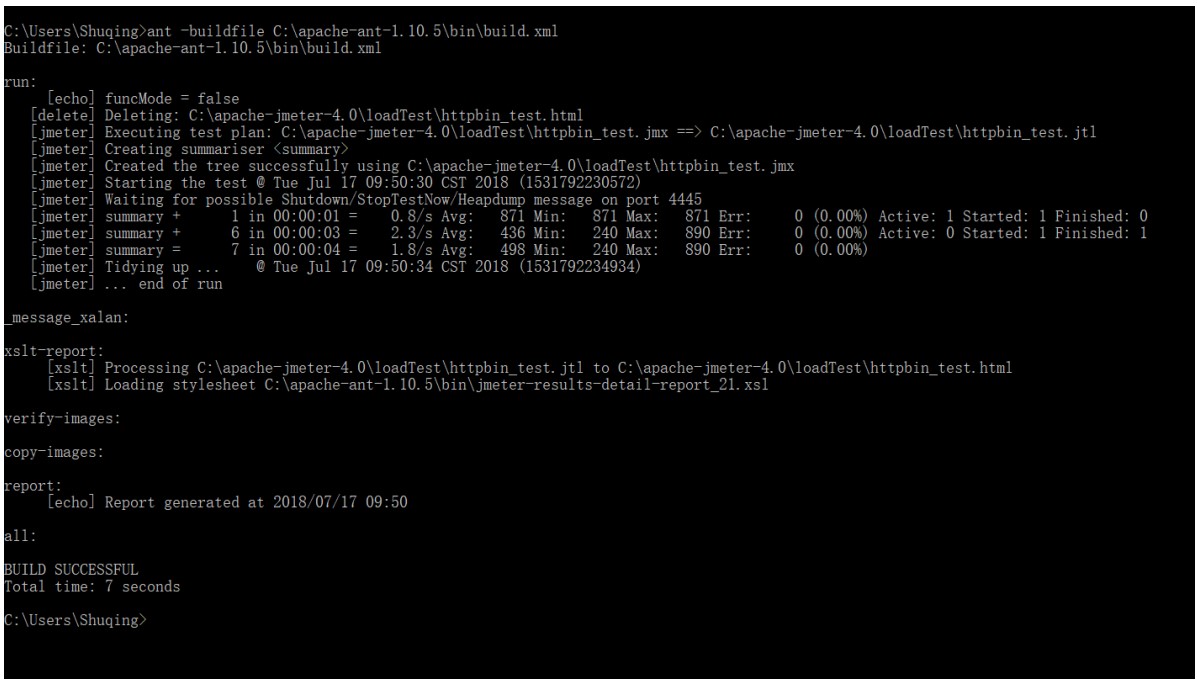 C:\Users\Shuqing>ant -buildfile C:\apache-ant-1.10.5\bin\build.xml
Buildfile: C:\apache-ant-1.10.5\bin\build.xml
run:
[echo] funcMode = false
[delete] Deleting: C:\apache-jmeter-4.0\loadTest\httpbin_test.html
[jmeter] Executing test plan: C:\apache-jmeter-4.0\loadTest\httpbin_test.jmx ==> C:\apache-jmeter-4.0\loadTest\httpbin_test.jtl
[jmeter] Creating summariser <summary>
[jmeter] Created the tree successfully using C:\apache-jmeter-4.0\loadTest\httpbin_test.jmx
[jmeter] Starting the test @ Tue Jul 17 09:50:30 CST 2018 (1531792230572)
[jmeter] Waiting for possible Shutdown/StopTestNow/Heapdump message on port 4445
[jmeter] summary + 1 in 00:00:01 = 0.8/s Avg: 871 Min: 871 Max: 871 Err: 0 (0.00%) Active: 1 Started: 1 Finished: 0
[jmeter] summary + 6 in 00:00:03 = 2.3/s Avg: 436 Min: 240 Max: 890 Err: 0 (0.00%) Active: 0 Started: 1 Finished: 1
[jmeter] summary = 7 in 00:00:04 = 1.8/s Avg: 498 Min: 240 Max: 890 Err: 0 (0.00%)
[jmeter] Tidying up ... @ Tue Jul 17 09:50:34 CST 2018 (1531792234934)
[jmeter] ... end of run
_message_xalan:
xslt-report:
[xslt] Processing C:\apache-jmeter-4.0\loadTest\httpbin_test.jtl to C:\apache-jmeter-4.0\loadTest\httpbin_test.html
[xslt] Loading stylesheet C:\apache-ant-1.10.5\bin\jmeter-results-detail-report_21.xsl
verify-images:
copy-images:
report:
[echo] Report generated at 2018/07/17 09:50
all:
BUILD SUCCESSFUL
Total time: 7 seconds
C:\Users\Shuqing>